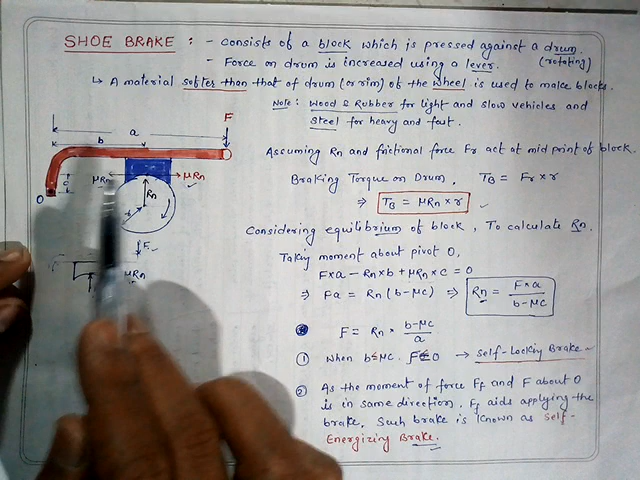 SHOE BRAKE : - Consists of a block which is pressed against a drum.
(rotating)
- Force on drum is increased using a lever.
↳ A material softer than that of drum (or rim) of the wheel is used to make blocks.
Note: Wood & Rubber for light and slow vehicles and
Steel for heavy and fast.
F
a
b
c
O
μRn
μRn
Rn
r
F
μRn
Assuming Rn and frictional force Fr act at mid point of block.
Braking Torque on Drum, TB = Fr × r
⇒ TB = μRn × r
Considering equilibrium of block, To calculate Rn.
Taking moment about pivot O,
F×a - Rn×b + μRn × c = 0
⇒ Fa = Rn (b-μc) ⇒ Rn = F×a / b-μc
F = Rn × b-μc / a
① When b≤μc. F≤0 → Self-Locking Brake
② As the moment of force Ff and F about O
is in same direction. Ff aids applying the
brake. Such brake is known as Self-
Energizing Brake.